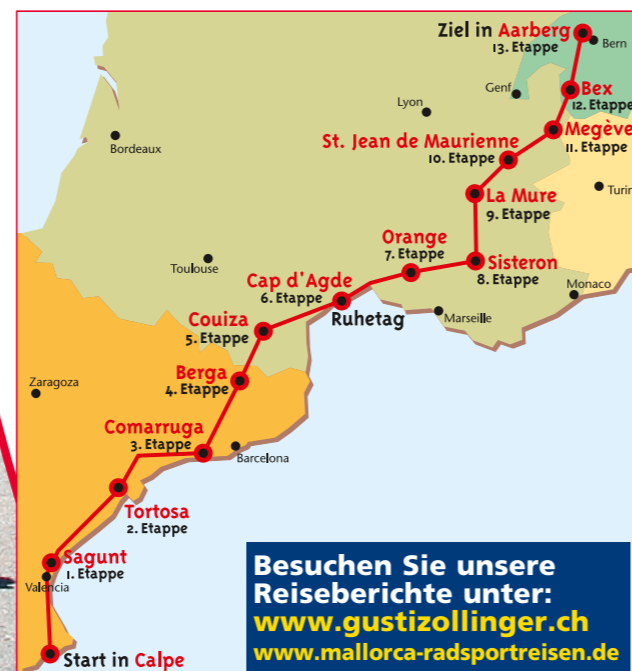 Ziel in Aarberg
13. Etappe
Bern
Genf
Bex
12. Etappe
Lyon
Megève
11. Etappe
St. Jean de Maurienne
10. Etappe
Bordeaux
Turin
La Mure
9. Etappe
Orange
7. Etappe
Sisteron
8. Etappe
Toulouse
Cap d'Agde
6. Etappe
Monaco
Ruhetag
Marseille
Couiza
5. Etappe
Berga
4. Etappe
Zaragoza
Comarruga
3. Etappe
Barcelona
Tortosa
2. Etappe
Sagunt
1. Etappe
Valencia
Start in Calpe
Besuchen Sie unsere
Reiseberichte unter:
www.gustizollinger.ch
www.mallorca-radsportreisen.de